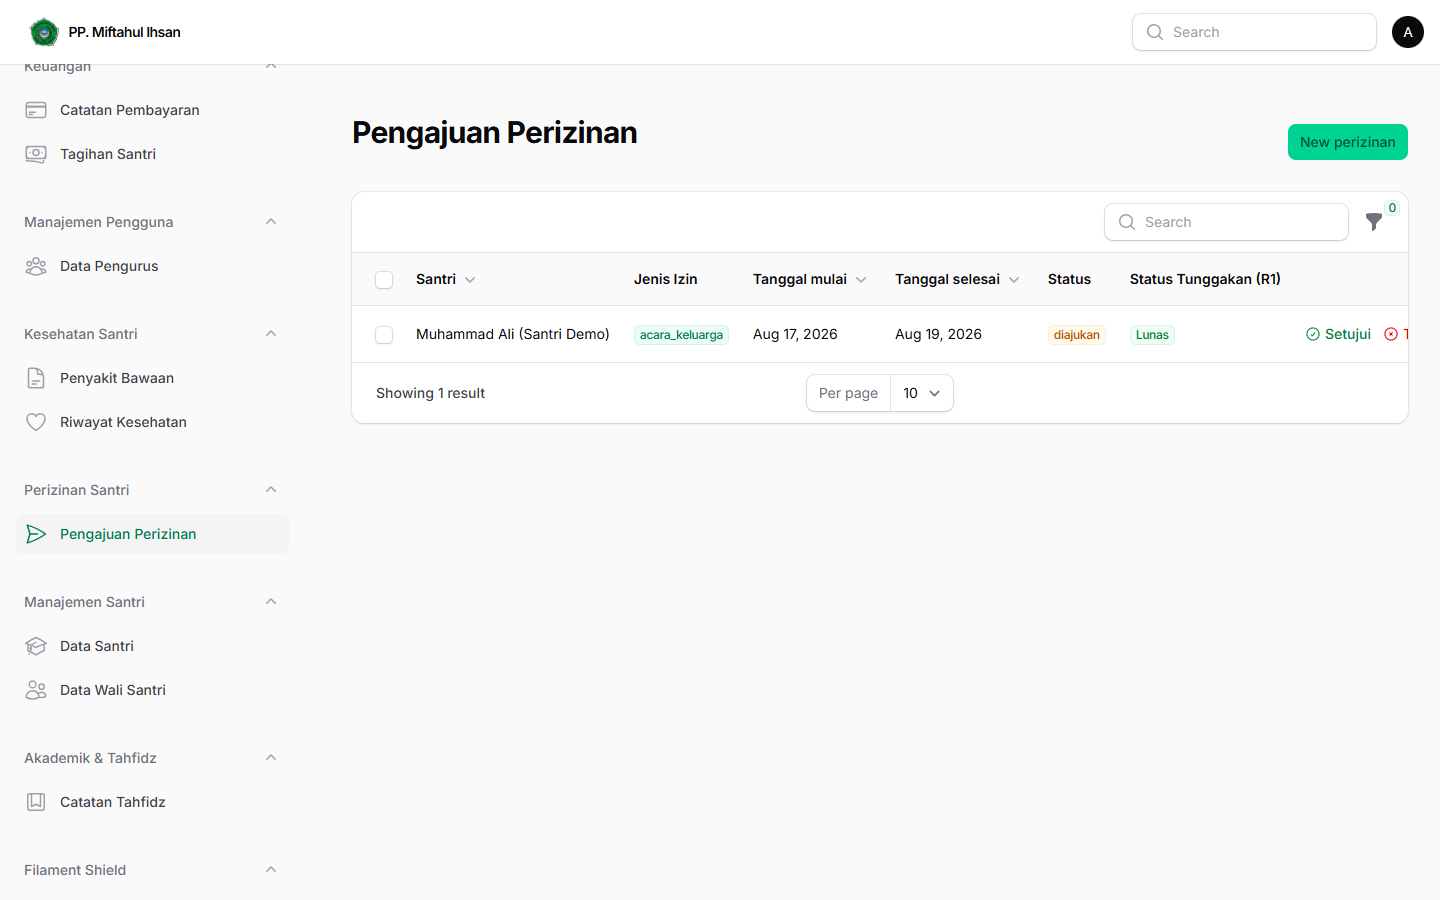 PP. Miftahul Ihsan
Search
A
Keuangan
Catatan Pembayaran
Tagihan Santri
Manajemen Pengguna
Data Pengurus
Kesehatan Santri
Penyakit Bawaan
Riwayat Kesehatan
Perizinan Santri
Pengajuan Perizinan
Manajemen Santri
Data Santri
Data Wali Santri
Akademik & Tahfidz
Catatan Tahfidz
Filament Shield
Pengajuan Perizinan
New perizinan
Search
0
Santri Jenis Izin Tanggal mulai Tanggal selesai Status Status Tunggakan (R1)
Muhammad Ali (Santri Demo) acara_keluarga Aug 17, 2026 Aug 19, 2026 diajukan Lunas Setujui
Showing 1 result Per page 10